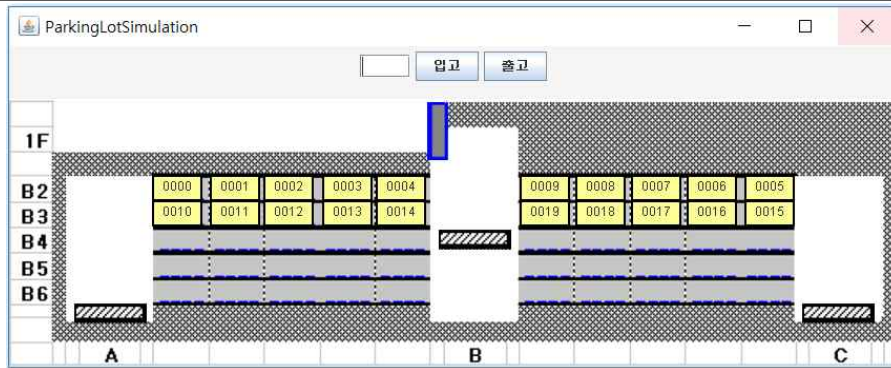 ParkingLotSimulation
입고 출고
1F
B2 0000 0001 0002 0003 0004 0009 0008 0007 0006 0005
B3 0010 0011 0012 0013 0014 0019 0018 0017 0016 0015
B4
B5
B6
A B C